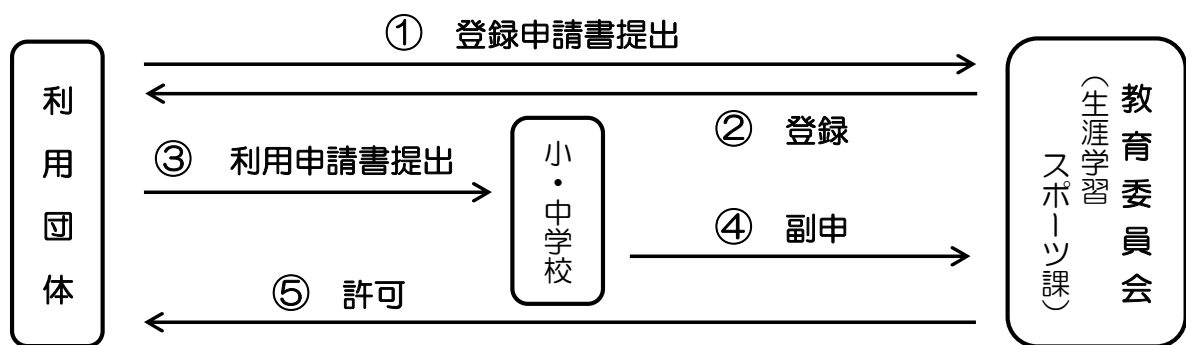 ① 登録申請書提出
利用団体
② 登録
③ 利用申請書提出
小・中学校
④ 副申
⑤ 許可
教育委員会
（生涯学習
スポーツ課）